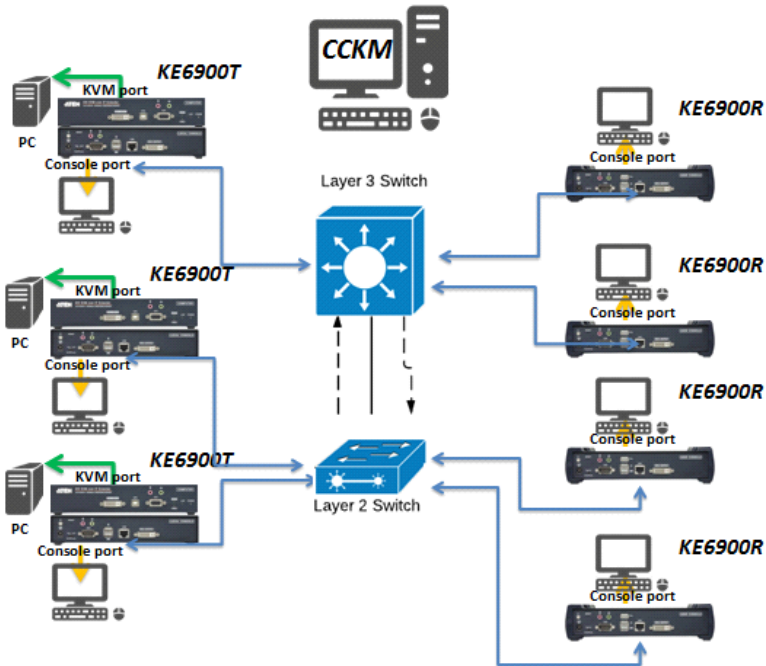 CCKM
KE6900T
KVM port
PC
Console port
KE6900R
Console port
Layer 3 Switch
KE6900T
KVM port
PC
Console port
KE6900R
Console port
KE6900R
Console port
KE6900T
KVM port
PC
Console port
Layer 2 Switch
KE6900R
Console port